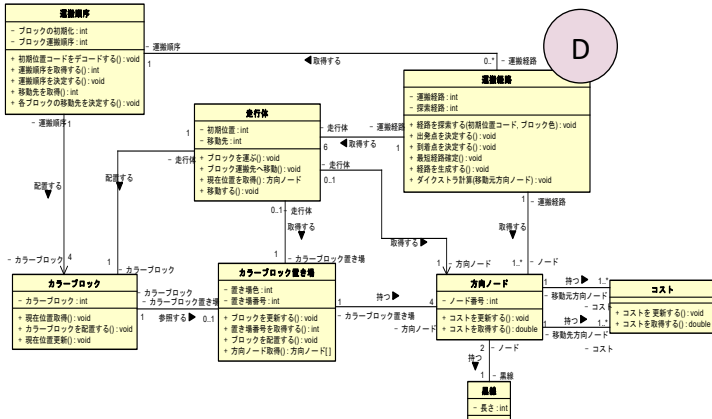 運搬順序
- ブロックの初期化 : int
- ブロック運搬順序 : int
+ 初期位置コードをデコードする() : void
+ 運搬順序を取得する() : int
+ 運搬順序を決定する() : void
+ 移動先を取得() : int
+ 各ブロックの移動先を決定する() : void
- 運搬順序
1
◀取得する
0..*
- 運搬経路
D
運搬経路
- 運搬経路 : int
- 探索経路 : int
+ 経路を探索する(初期位置コード, ブロック色) : void
+ 出発点を決定する() : void
+ 到着点を決定する() : void
+ 最短経路確定() : void
+ 経路を生成する() : void
+ ダイクストラ計算(移動元方向ノード) : void
走行体
- 初期位置 : int
- 移動先 : int
+ ブロックを運ぶ() : void
+ ブロック運搬先へ移動() : void
+ 現在位置を取得() : 方向ノード
+ 移動する() : void
- 走行体
6
- 運搬経路
1
◀取得する
- 走行体
0..1
1
- 走行体
- 運搬順序
1
配置する
▼
4
- カラーブロック
配置する
▼
1
- カラーブロック
0..1
- 走行体
取得する
▼
1
- カラーブロック置き場
取得する▶
1
- 方向ノード
1
- 運搬経路
取得する
▼
1..*
- ノード
カラーブロック
- カラーブロック : int
+ 現在位置取得() : void
+ カラーブロックを配置する() : void
+ 現在位置更新() : void
- カラーブロック
- カラーブロック置き場
1
参照する▶
0..1
カラーブロック置き場
- 置き場色 : int
- 置き場番号 : int
+ ブロックを更新する() : void
+ 置き場番号を取得する() : int
+ ブロックを配置する() : void
+ 方向ノード取得() : 方向ノード[]
1
持つ▶
4
- カラーブロック置き場
- 方向ノード
方向ノード
- ノード番号 : int
+ コストを更新する() : void
+ コストを取得する() : double
1
持つ▶
1..*
- 移動元方向ノード
- コスト
1
持つ▶
1..*
- 移動先方向ノード
- コスト
コスト
+ コストを更新する() : void
+ コストを取得する() : double
2
- ノード
持つ
▼
1
- 黒線
黒線
- 長さ : int